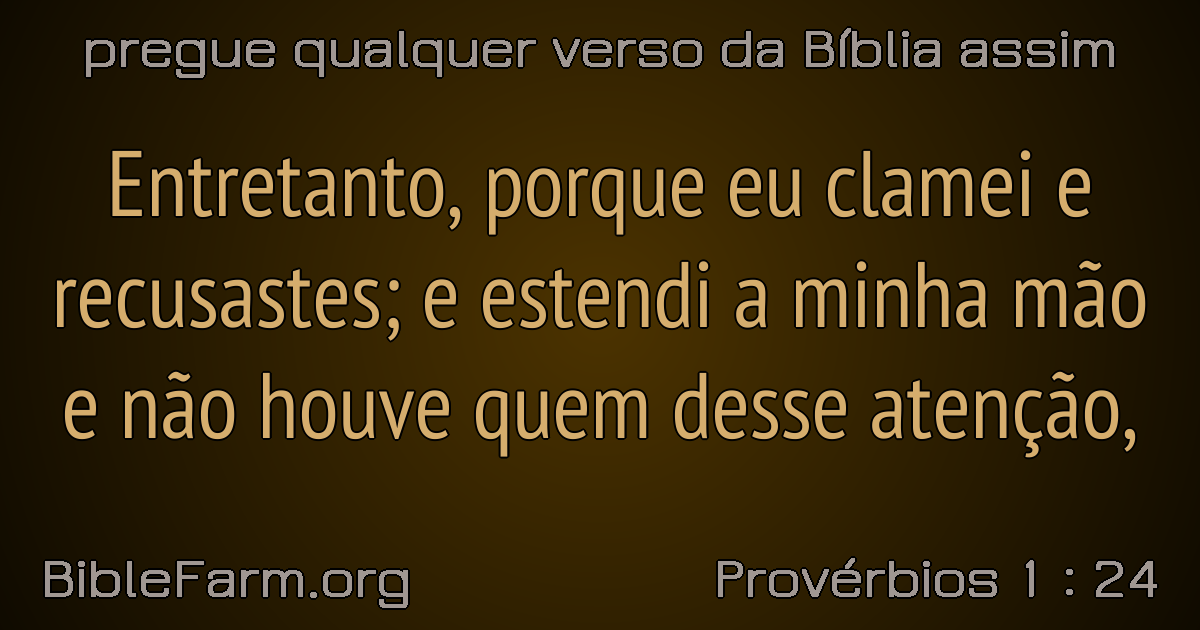 pregue qualquer verso da Bíblia assim
Entretanto, porque eu clamei e
recusastes; e estendi a minha mão
e não houve quem desse atenção,
BibleFarm.org
Provérbios 1 : 24